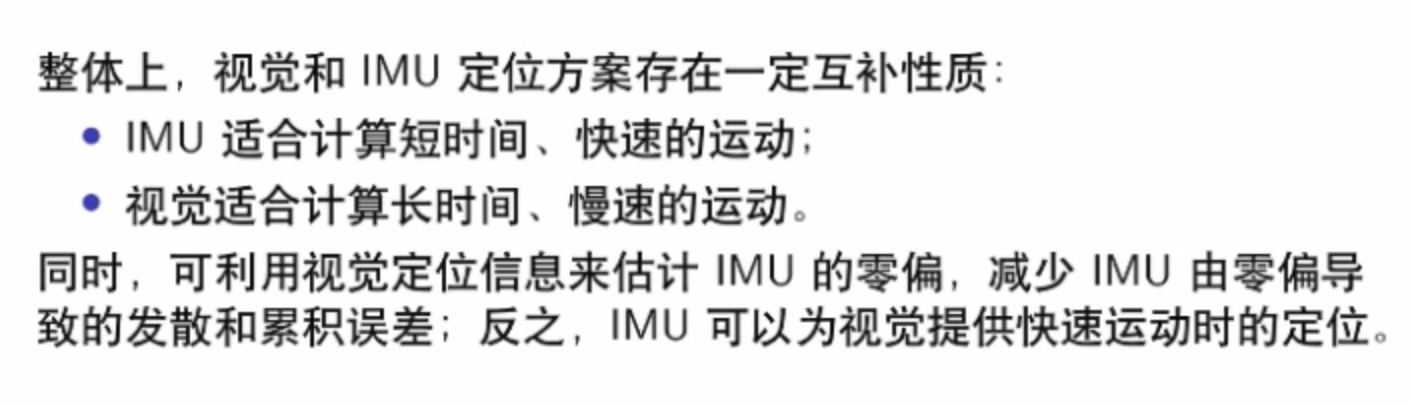 整体上，视觉和 IMU 定位方案存在一定互补性质：
• IMU 适合计算短时间、快速的运动；
• 视觉适合计算长时间、慢速的运动。
同时，可利用视觉定位信息来估计 IMU 的零偏，减少 IMU 由零偏导
致的发散和累积误差；反之，IMU 可以为视觉提供快速运动时的定位。